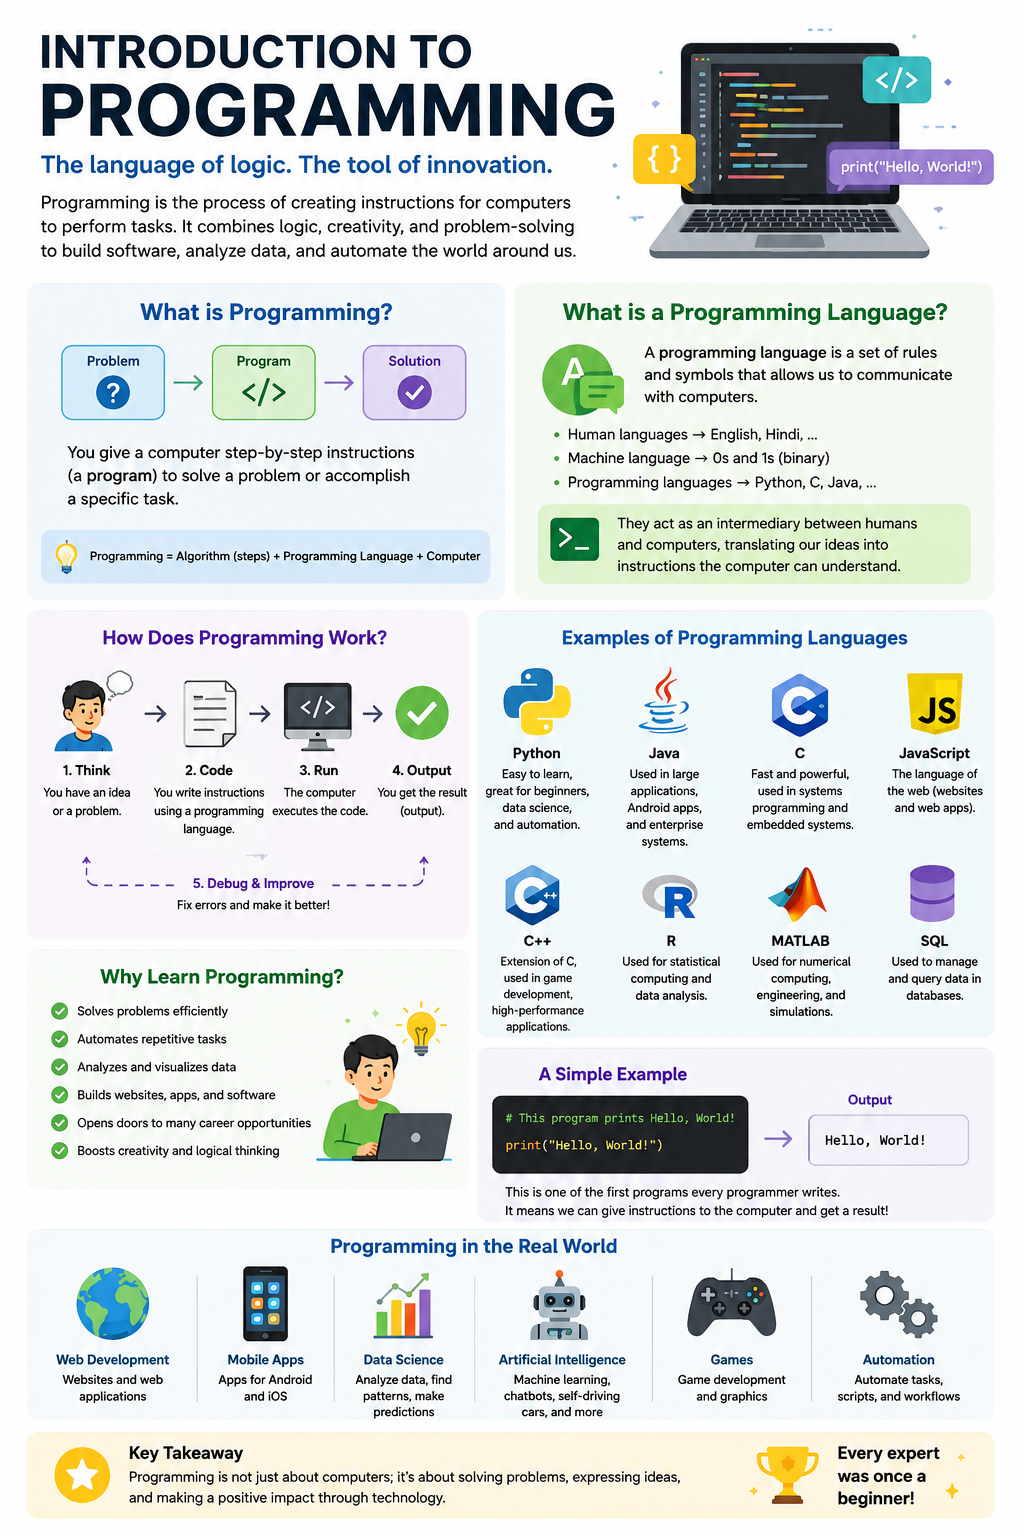 INTRODUCTION TO
PROGRAMMING
The language of logic. The tool of innovation.
Programming is the process of creating instructions for computers
to perform tasks. It combines logic, creativity, and problem-solving
to build software, analyze data, and automate the world around us.
</>
{ }
print("Hello, World!")
What is Programming?
Problem
?
Program
</>
Solution
You give a computer step-by-step instructions
(a program) to solve a problem or accomplish
a specific task.
Programming = Algorithm (steps) + Programming Language + Computer
What is a Programming Language?
A
A programming language is a set of rules
and symbols that allows us to communicate
with computers.
• Human languages → English, Hindi, ...
• Machine language → 0s and 1s (binary)
• Programming languages → Python, C, Java, ...
>_
They act as an intermediary between humans
and computers, translating our ideas into
instructions the computer can understand.
How Does Programming Work?
</>
1. Think
You have an idea
or a problem.
2. Code
You write instructions
using a programming
language.
3. Run
The computer
executes the code.
4. Output
You get the result
(output).
5. Debug & Improve
Fix errors and make it better!
Examples of Programming Languages
Python
Easy to learn,
great for beginners,
data science,
and automation.
Java
Used in large
applications,
Android apps,
and enterprise
systems.
C
C
Fast and powerful,
used in systems
programming and
embedded systems.
JS
JavaScript
The language of
the web (websites
and web apps).
C++
C++
Extension of C,
used in game
development,
high-performance
applications.
R
R
Used for statistical
computing and
data analysis.
MATLAB
Used for numerical
computing,
engineering, and
simulations.
SQL
Used to manage
and query data in
databases.
Why Learn Programming?
Solves problems efficiently
Automates repetitive tasks
Analyzes and visualizes data
Builds websites, apps, and software
Opens doors to many career opportunities
Boosts creativity and logical thinking
A Simple Example
# This program prints Hello, World!
print("Hello, World!")
Output
Hello, World!
This is one of the first programs every programmer writes.
It means we can give instructions to the computer and get a result!
Programming in the Real World
Web Development
Websites and web
applications
Mobile Apps
Apps for Android
and iOS
Data Science
Analyze data, find
patterns, make
predictions
Artificial Intelligence
Machine learning,
chatbots, self-driving
cars, and more
Games
Game development
and graphics
Automation
Automate tasks,
scripts, and workflows
Key Takeaway
Programming is not just about computers; it's about solving problems, expressing ideas,
and making a positive impact through technology.
Every expert
was once a
beginner!